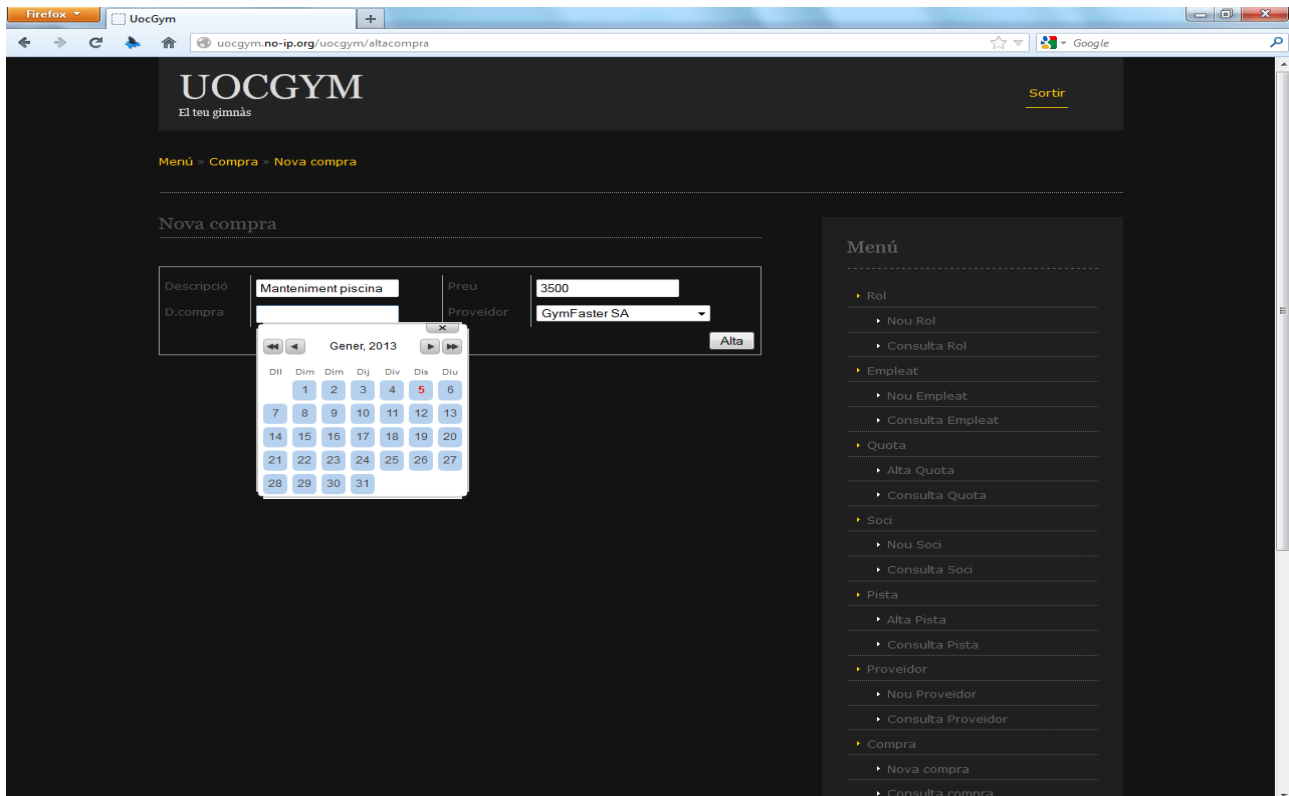 Firefox
UocGym
uocgym.no-ip.org/uocgym/altacompra
Google
UOCGYM
El teu gimnàs
Sortir
Menú » Compra » Nova compra
Nova compra
Descripció Manteniment piscina Preu 3500
D.compra Proveidor GymFaster SA
Alta
Gener, 2013
Dll Dim Dim Dij Div Dis Diu
1 2 3 4 5 6
7 8 9 10 11 12 13
14 15 16 17 18 19 20
21 22 23 24 25 26 27
28 29 30 31
Menú
Rol
Nou Rol
Consulta Rol
Empleat
Nou Empleat
Consulta Empleat
Quota
Alta Quota
Consulta Quota
Soci
Nou Soci
Consulta Soci
Pista
Alta Pista
Consulta Pista
Proveidor
Nou Proveidor
Consulta Proveidor
Compra
Nova compra
Consulta compra